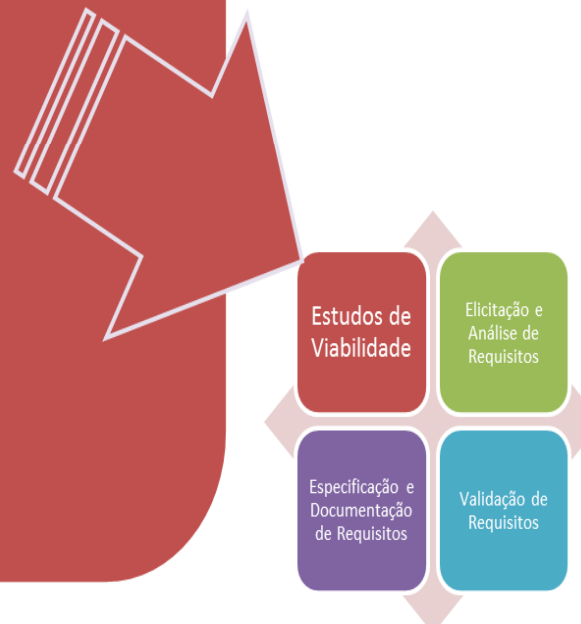 Estudos de
Viabilidade
Elicitação e
Análise de
Requisitos
Especificação e
Documentação
de Requisitos
Validação de
Requisitos